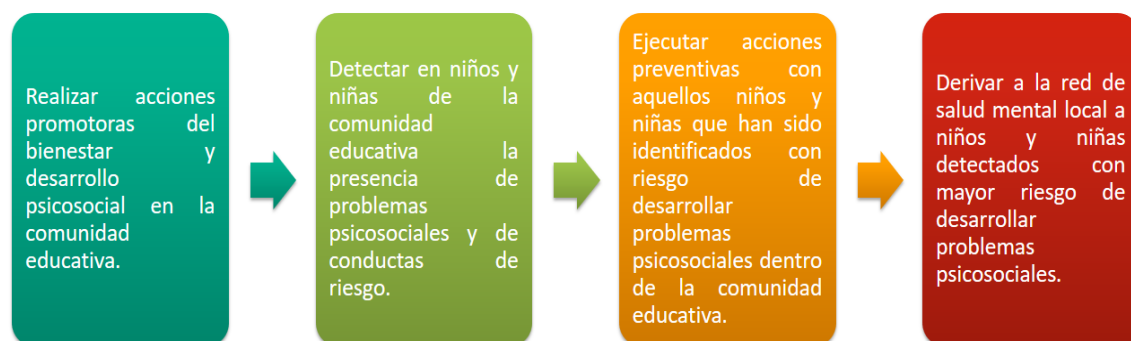 Realizar acciones
promotoras del
bienestar y
desarrollo
psicosocial en la
comunidad
educativa.
Detectar en niños y
niñas de la
comunidad
educativa la
presencia de
problemas
psicosociales y de
conductas de
riesgo.
Ejecutar acciones
preventivas con
aquellos niños y
niñas que han sido
identificados con
riesgo de
desarrollar
problemas
psicosociales dentro
de la comunidad
educativa.
Derivar a la red de
salud mental local a
niños y niñas
detectados con
mayor riesgo de
desarrollar
problemas
psicosociales.